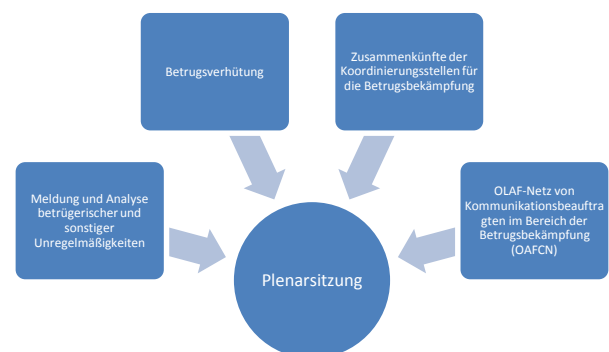 Betrugsverhütung
Zusammenkünfte der
Koordinierungsstellen für
die Betrugsbekämpfung
Meldung und Analyse
betrügerischer und
sonstiger
Unregelmäßigkeiten
OLAF-Netz von
Kommunikationsbeauftra
gten im Bereich der
Betrugsbekämpfung
(OAFCN)
Plenarsitzung